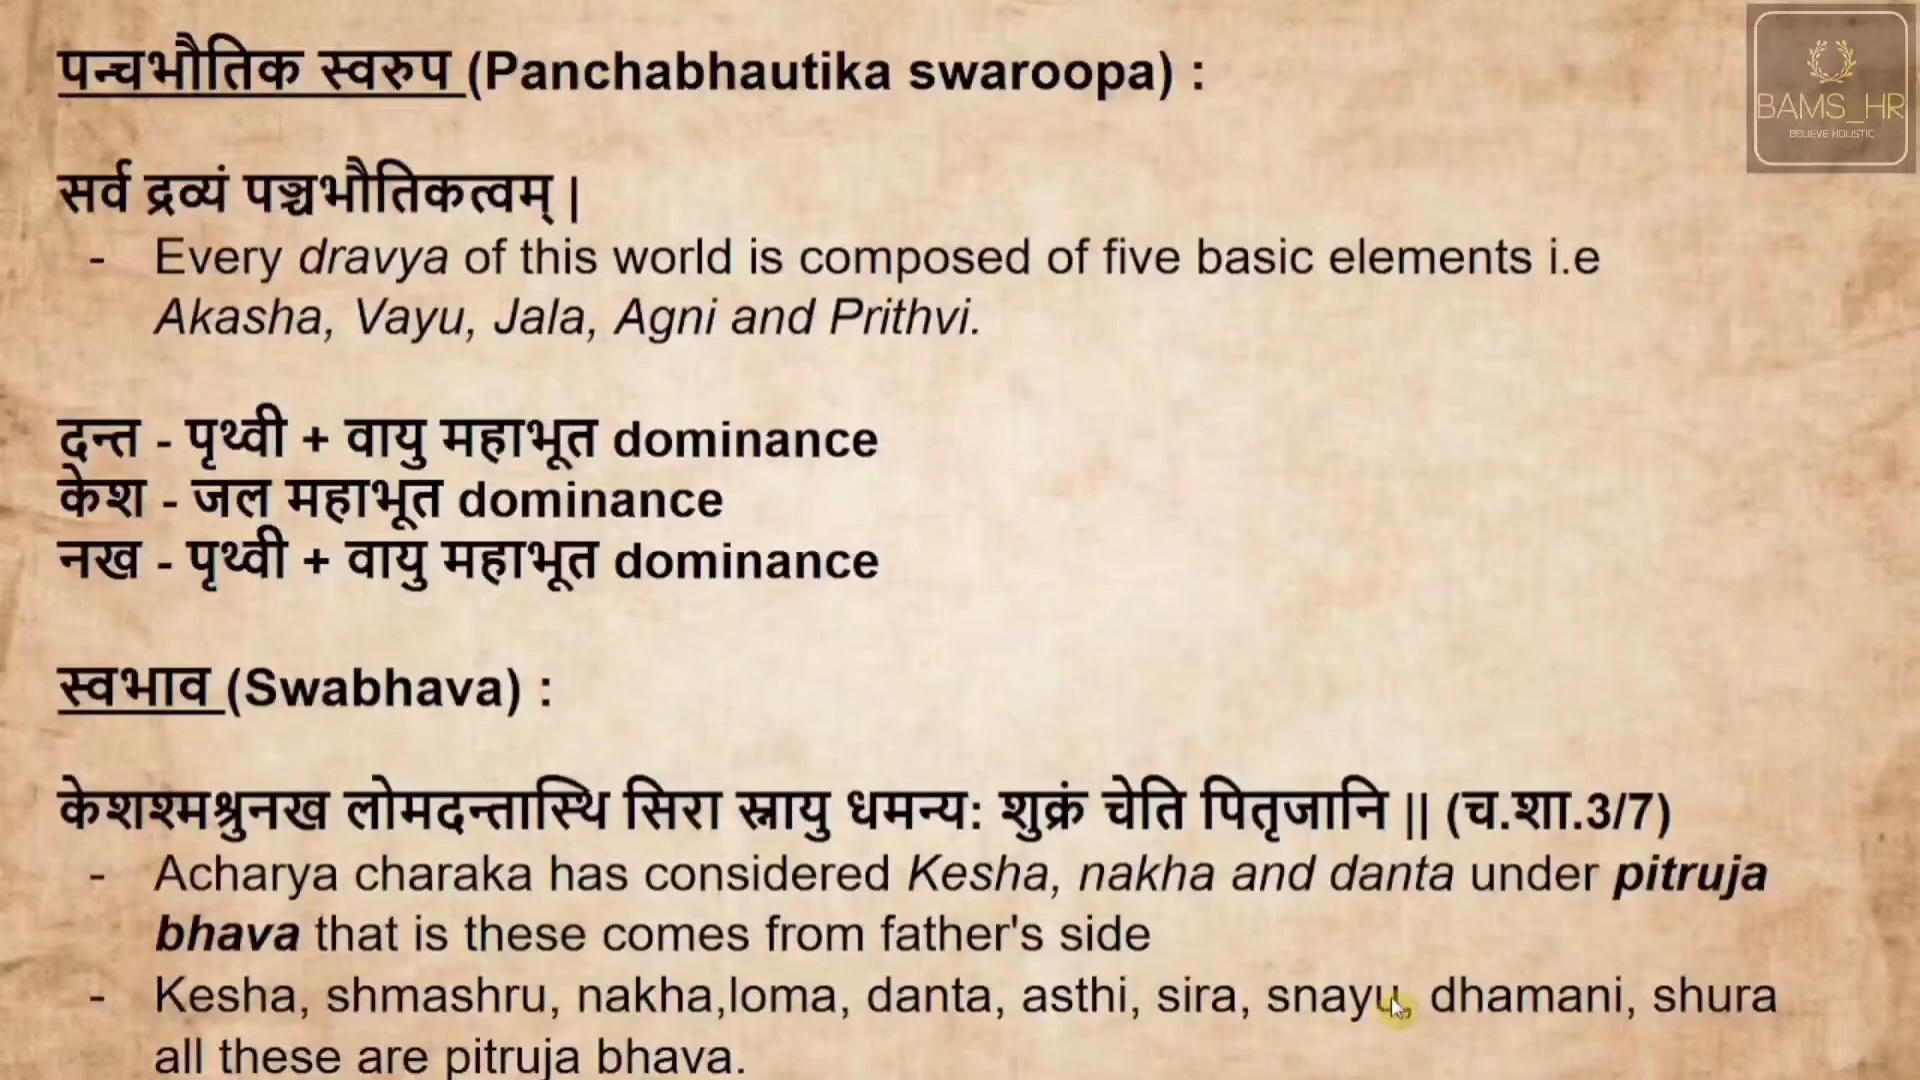 पन्चभौतिक स्वरुप (Panchabhautika swaroopa) :
BAMS_HR
BELIEVE HOLISTIC
सर्व द्रव्यं पञ्चभौतिकत्वम् |
- Every dravya of this world is composed of five basic elements i.e
Akasha, Vayu, Jala, Agni and Prithvi.
दन्त - पृथ्वी + वायु महाभूत dominance
केश - जल महाभूत dominance
नख - पृथ्वी + वायु महाभूत dominance
स्वभाव (Swabhava) :
केशश्मश्रुनख लोमदन्तास्थि सिरा स्नायु धमन्य: शुक्रं चेति पितृजानि || (च.शा.3/7)
- Acharya charaka has considered Kesha, nakha and danta under pitruja
bhava that is these comes from father's side
- Kesha, shmashru, nakha,loma, danta, asthi, sira, snayu, dhamani, shura
all these are pitruja bhava.